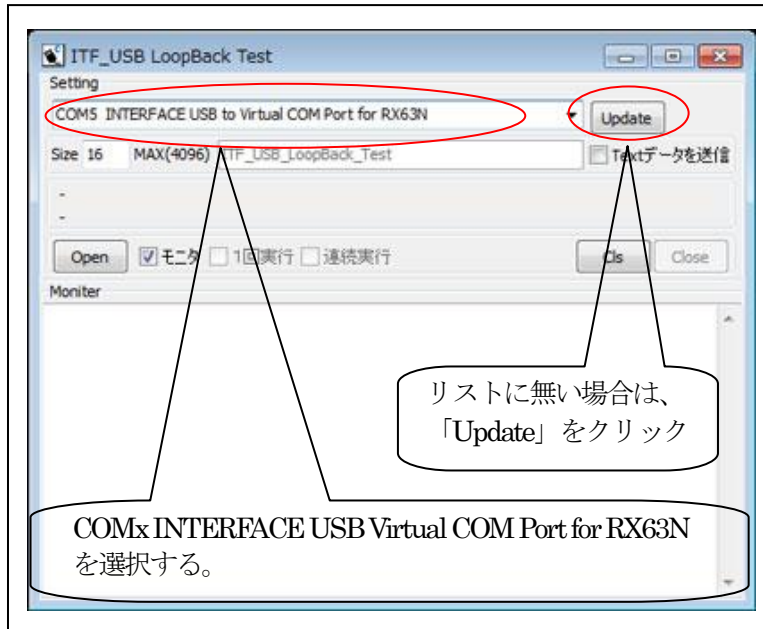 ITF_USB LoopBack Test
Setting
COM5 INTERFACE USB to Virtual COM Port for RX63N
Update
Size 16 MAX(4096) ITF_USB_LoopBack_Test Textデータを送信
-
-
Open モニタ 1回実行 連続実行 Cls Close
Moniter
リストに無い場合は、
「Update」をクリック
COMx INTERFACE USB Virtual COM Port for RX63N
を選択する。